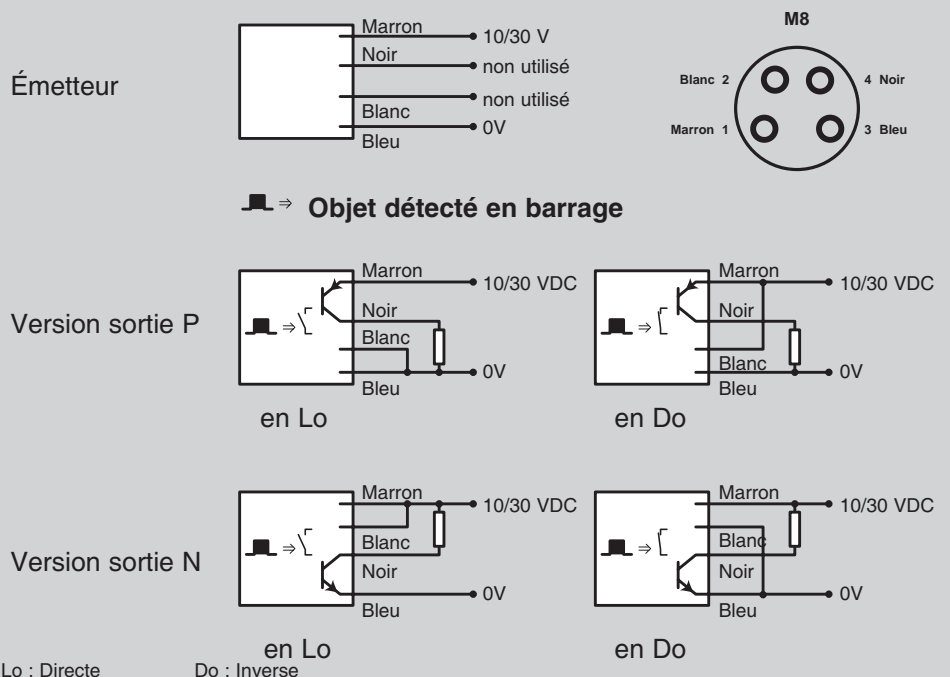 Émetteur
Marron
10/30 V
Noir
non utilisé
non utilisé
Blanc
0V
Bleu
M8
Blanc 2
4 Noir
Marron 1
3 Bleu
⇒ Objet détecté en barrage
Version sortie P
Marron
10/30 VDC
Noir
⇒
Blanc
0V
Bleu
en Lo
Marron
10/30 VDC
Noir
⇒
Blanc
0V
Bleu
en Do
Version sortie N
Marron
10/30 VDC
⇒
Blanc
Noir
0V
Bleu
en Lo
Marron
10/30 VDC
⇒
Blanc
Noir
0V
Bleu
en Do
Lo : Directe Do : Inverse